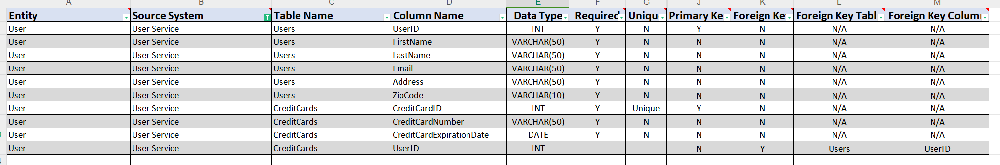 A B C D E F G J K L M
Entity Source System Table Name Column Name Data Type Required Uniqu Primary Ke Foreign Ke Foreign Key Tabl Foreign Key Colum
User User Service Users UserID INT Y N Y N N/A N/A
User User Service Users FirstName VARCHAR(50) Y N N N N/A N/A
User User Service Users LastName VARCHAR(50) Y N N N N/A N/A
User User Service Users Email VARCHAR(50) Y N N N N/A N/A
User User Service Users Address VARCHAR(50) Y N N N N/A N/A
User User Service Users ZipCode VARCHAR(10) Y N N N N/A N/A
User User Service CreditCards CreditCardID INT Y Unique Y N N/A N/A
User User Service CreditCards CreditCardNumber VARCHAR(50) Y N N N N/A N/A
User User Service CreditCards CreditCardExpirationDate DATE Y N N N N/A N/A
User User Service CreditCards UserID INT N Y Users UserID